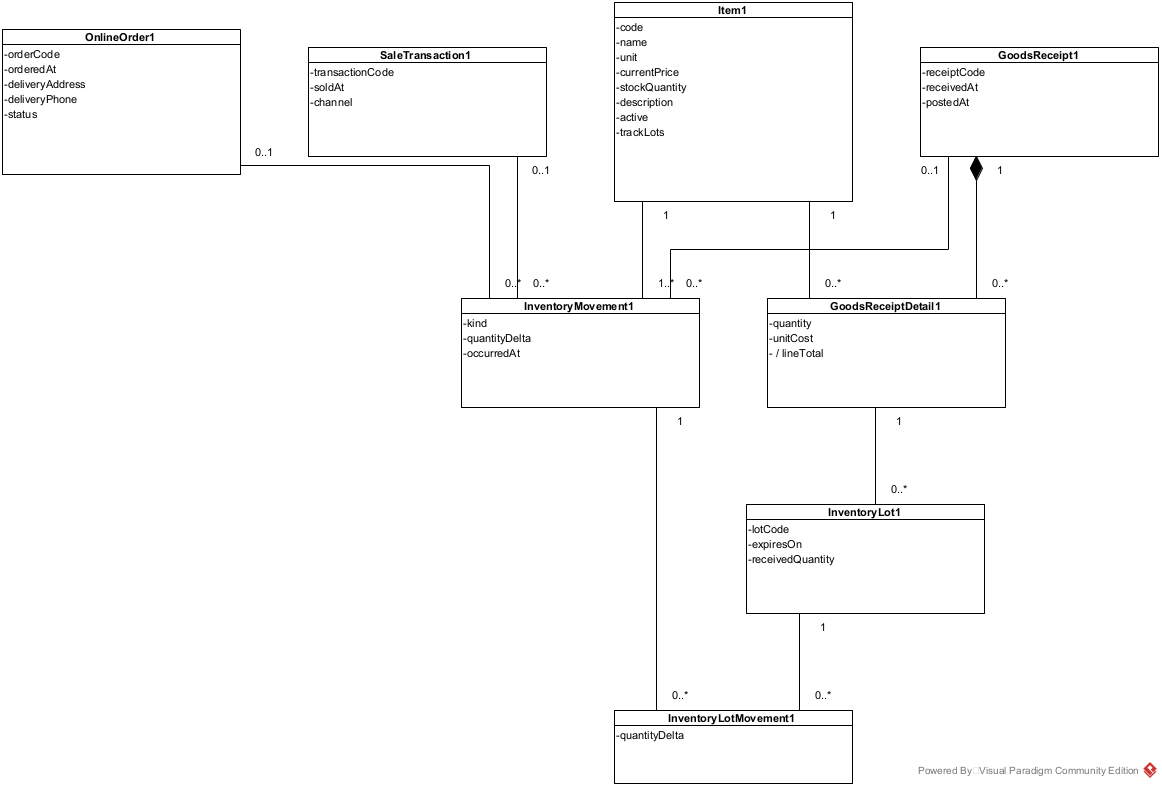 OnlineOrder1
-orderCode
-orderedAt
-deliveryAddress
-deliveryPhone
-status
SaleTransaction1
-transactionCode
-soldAt
-channel
Item1
-code
-name
-unit
-currentPrice
-stockQuantity
-description
-active
-trackLots
GoodsReceipt1
-receiptCode
-receivedAt
-postedAt
0..1
0..1
0..1
1
1
1
0..*
0..*
1..*
0..*
0..*
0..*
InventoryMovement1
-kind
-quantityDelta
-occurredAt
GoodsReceiptDetail1
-quantity
-unitCost
- / lineTotal
1
1
0..*
InventoryLot1
-lotCode
-expiresOn
-receivedQuantity
1
0..*
0..*
InventoryLotMovement1
-quantityDelta
Powered By Visual Paradigm Community Edition